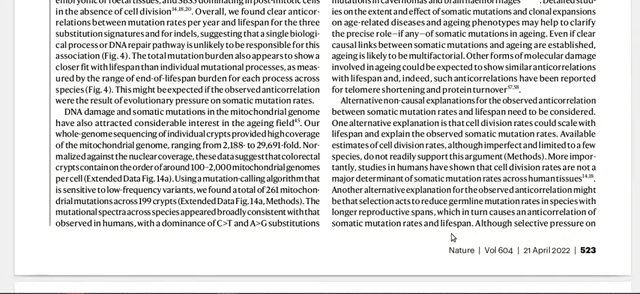 in the absence of cell division14,18,20. Overall, we found clear anticor-
relations between mutation rates per year and lifespan for the three
substitution signatures and for indels, suggesting that a single biologi-
cal process or DNA repair pathway is unlikely to be responsible for this
association (Fig. 4). The total mutation burden also appears to show a
closer fit with lifespan than individual mutational processes, as meas-
ured by the range of end-of-lifespan burden for each process across
species (Fig. 4). This might be expected if the observed anticorrelation
were the result of evolutionary pressure on somatic mutation rates.
DNA damage and somatic mutations in the mitochondrial genome
have also attracted considerable interest in the ageing field43. Our
whole-genome sequencing of individual crypts provided high coverage
of the mitochondrial genome, ranging from 2,188- to 29,691-fold. Nor-
malized against the nuclear coverage, these data suggest that colorectal
crypts contain on the order of around 100–2,000 mitochondrial genomes
per cell (Extended Data Fig. 14a). Using a mutation-calling algorithm that
is sensitive to low-frequency variants, we found a total of 261 mitochon-
drial mutations across 199 crypts (Extended Data Fig. 14a, Methods). The
mutational spectra across species appeared broadly consistent with that
observed in humans, with a dominance of C>T and A>G substitutions
ies on the extent and effect of somatic mutations and clonal expansions
on age-related diseases and ageing phenotypes may help to clarify
the precise role—if any—of somatic mutations in ageing. Even if clear
causal links between somatic mutations and ageing are established,
ageing is likely to be multifactorial. Other forms of molecular damage
involved in ageing could be expected to show similar anticorrelations
with lifespan and, indeed, such anticorrelations have been reported
for telomere shortening and protein turnover57,58.
Alternative non-causal explanations for the observed anticorrelation
between somatic mutation rates and lifespan need to be considered.
One alternative explanation is that cell division rates could scale with
lifespan and explain the observed somatic mutation rates. Available
estimates of cell division rates, although imperfect and limited to a few
species, do not readily support this argument (Methods). More impor-
tantly, studies in humans have shown that cell division rates are not a
major determinant of somatic mutation rates across human tissues14,18.
Another alternative explanation for the observed anticorrelation might
be that selection acts to reduce germline mutation rates in species with
longer reproductive spans, which in turn causes an anticorrelation of
somatic mutation rates and lifespan. Although selective pressure on
Nature | Vol 604 | 21 April 2022 | 523